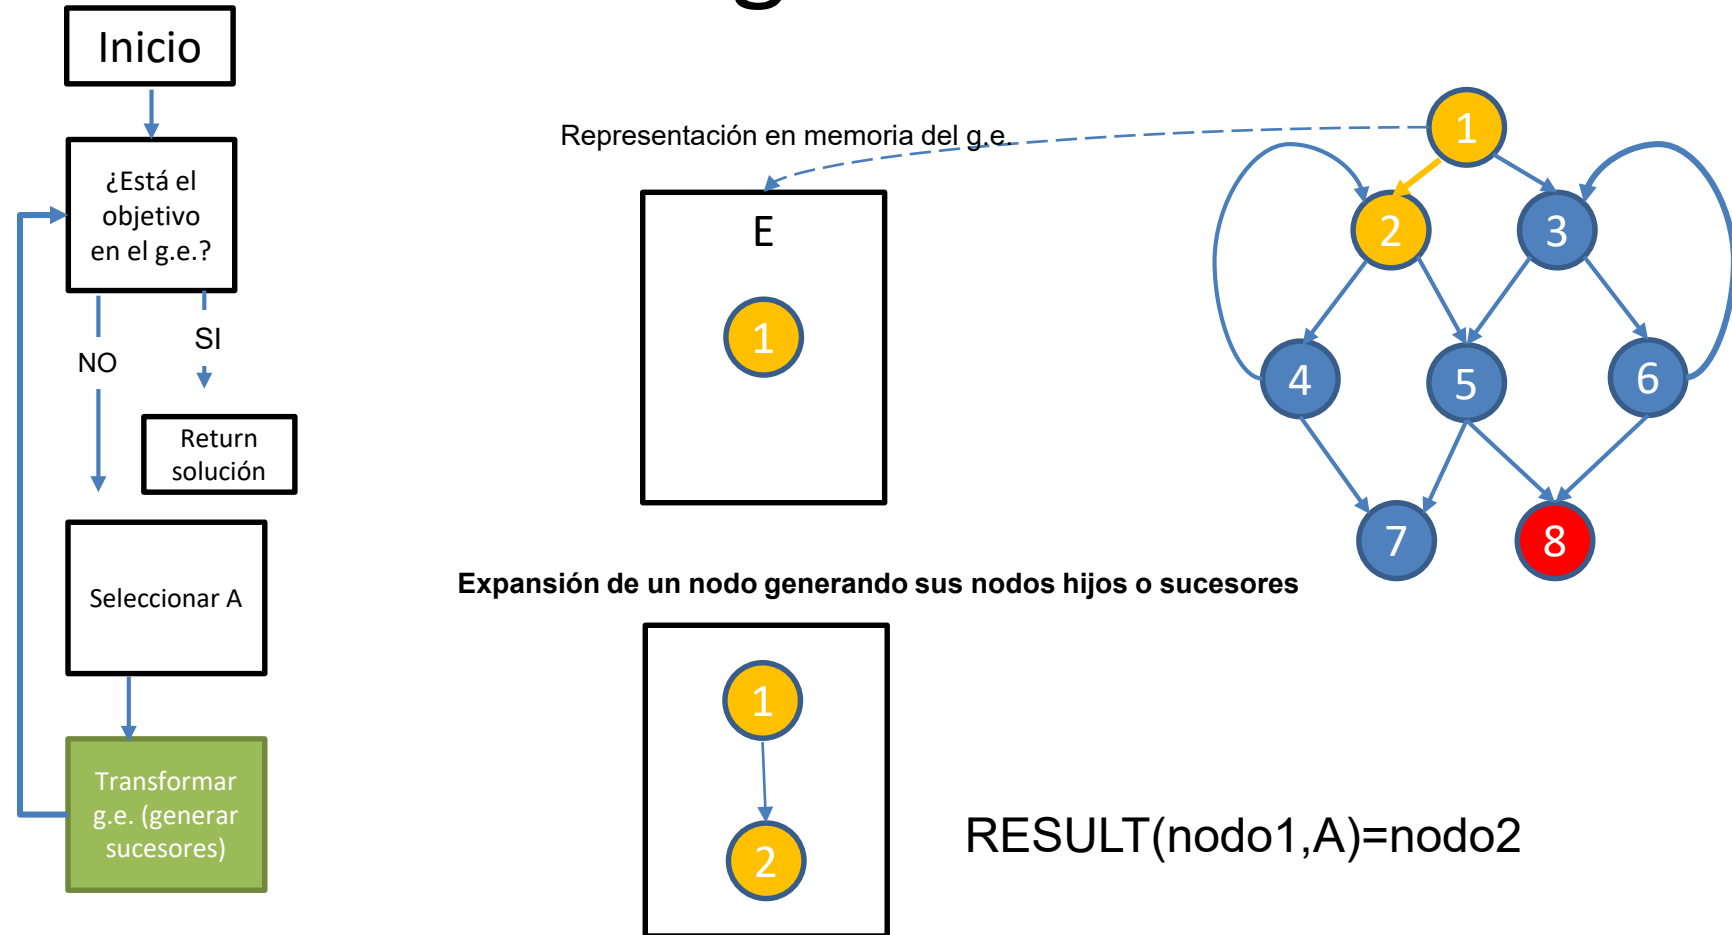 Inicio
¿Está el
objetivo
en el g.e.?
NO
SI
Return
solución
Seleccionar A
Transformar
g.e. (generar
sucesores)
Representación en memoria del g.e.
E
1
Expansión de un nodo generando sus nodos hijos o sucesores
1
2
RESULT(nodo1,A)=nodo2
1
2
3
4
5
6
7
8